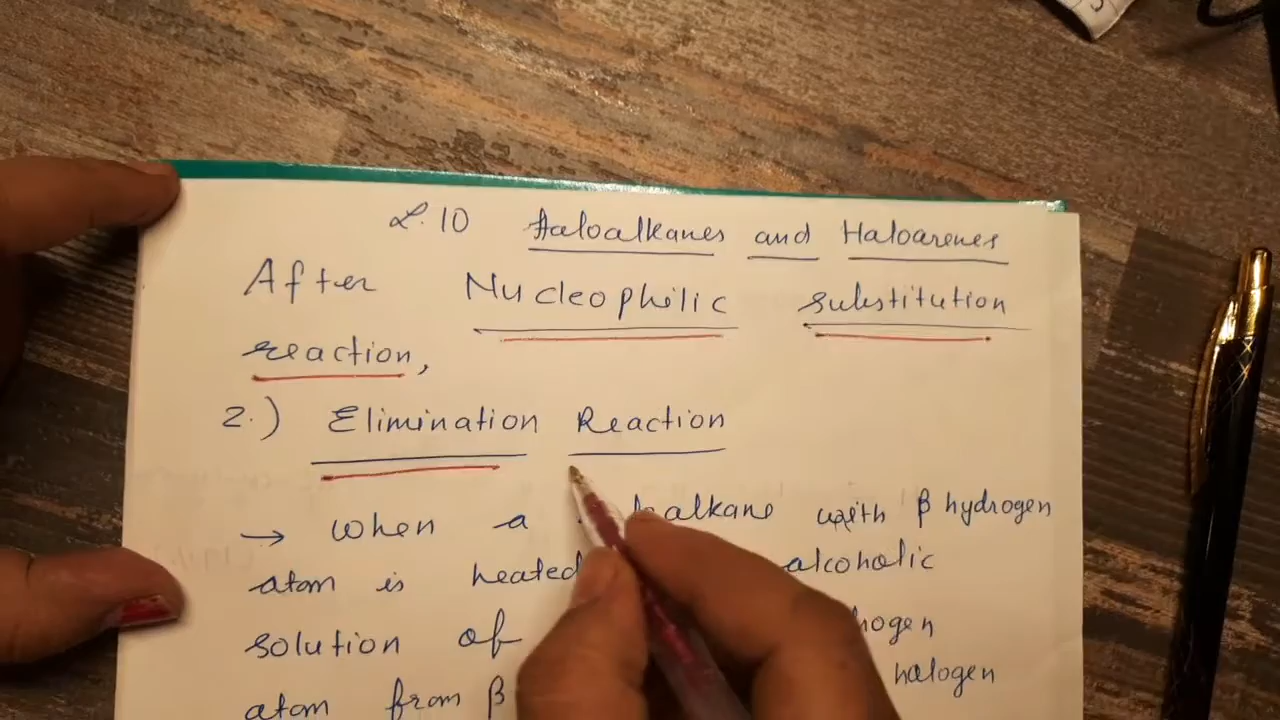 L.10 Haloalkanes and Haloarenes
After Nucleophilic substitution
reaction,
2.) Elimination Reaction
→ When a alkane with β hydrogen
atom is heated alcoholic
solution of
halogen
atom from β